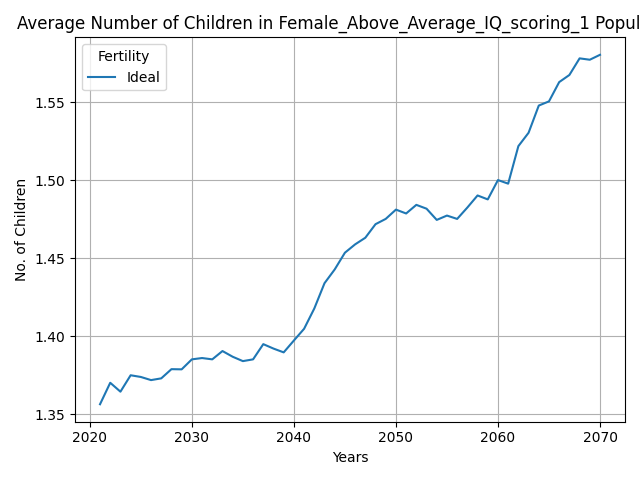 Average Number of Children in Female_Above_Average_IQ_scoring_1 Popul
Fertility
Ideal
1.55
1.50
1.45
1.40
1.35
No. of Children
2020 2030 2040 2050 2060 2070
Years